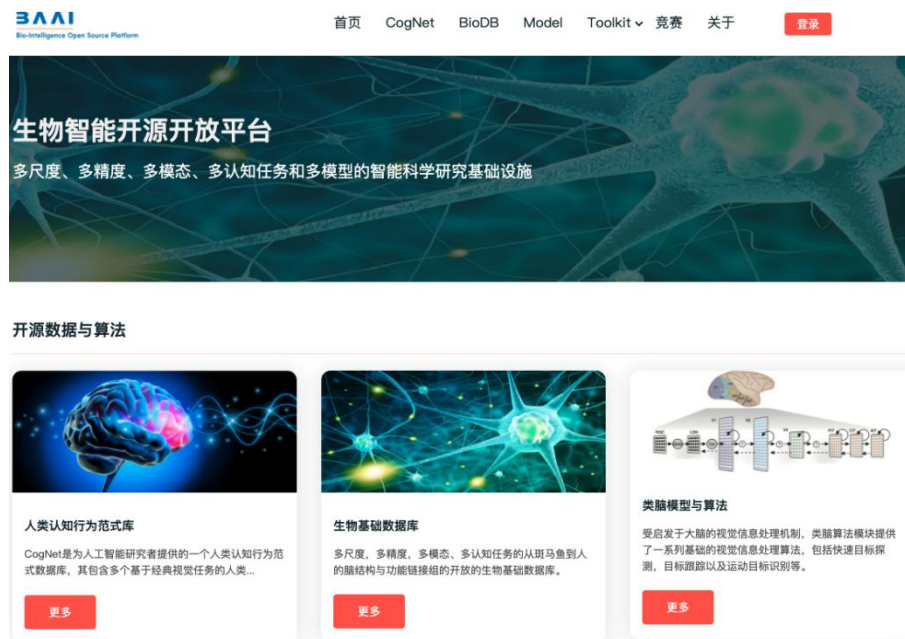 BAAI
Bio-Intelligence Open Source Platform
首页 CogNet BioDB Model Toolkit 竞赛 关于 登录
生物智能开源开放平台
多尺度、多精度、多模态、多认知任务和多模型的智能科学研究基础设施
开源数据与算法
人类认知行为范式库
CogNet是为人工智能研究者提供的一个人类认知行为范
式数据库，其包含多个基于经典视觉任务的人类...
更多
生物基础数据库
多尺度，多精度，多模态、多认知任务的从斑马鱼到人
的脑结构与功能链接组的开放的生物基础数据库。
更多
类脑模型与算法
受启发于大脑的视觉信息处理机制，类脑算法模块提供
了一系列基础的视觉信息处理算法，包括快速目标探
测，目标跟踪以及运动目标识别等。
更多